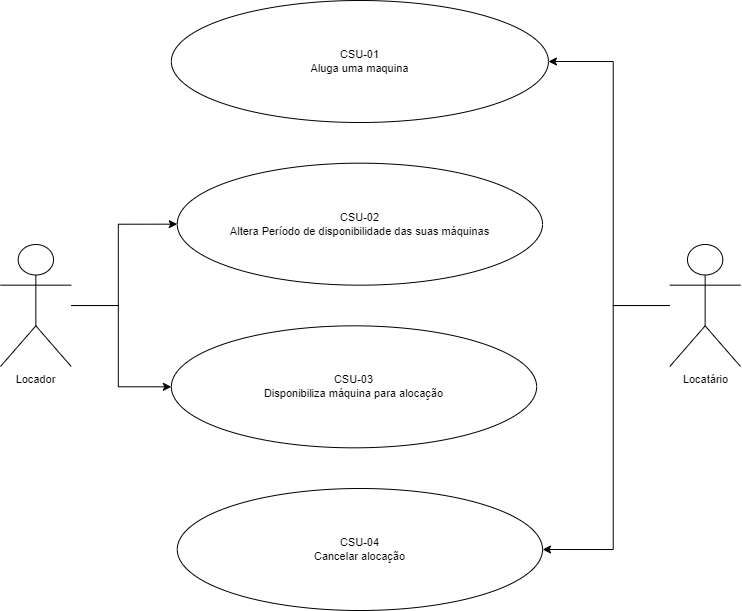 CSU-01
Aluga uma maquina
CSU-02
Altera Período de disponibilidade das suas máquinas
Locador
Locatário
CSU-03
Disponibiliza máquina para alocação
CSU-04
Cancelar alocação